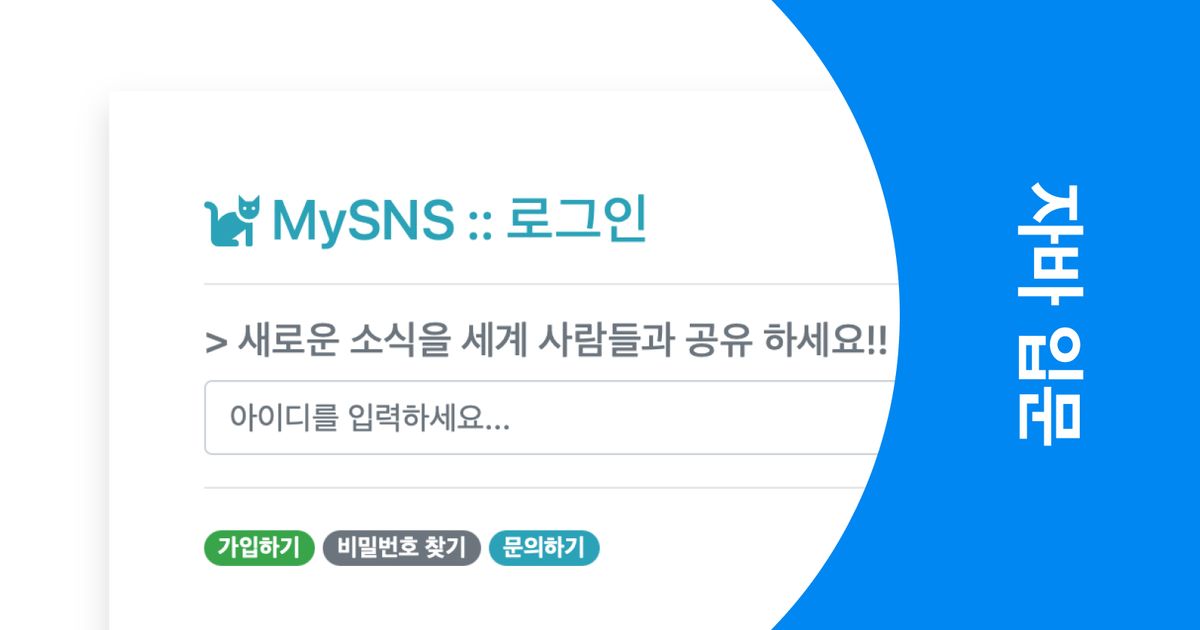 MySNS :: 로그인
> 새로운 소식을 세계 사람들과 공유 하세요!!
아이디를 입력하세요...
가입하기 비밀번호 찾기 문의하기
자바 입문